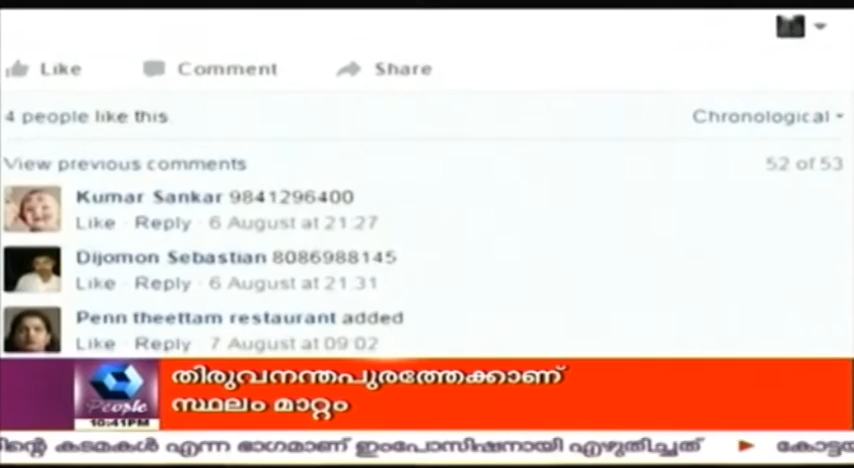 Like Comment Share
4 people like this.
Chronological
View previous comments
52 of 53
Kumar Sankar 9841296400
Like · Reply · 6 August at 21:27
Dijomon Sebastian 8086988145
Like · Reply · 6 August at 21:31
Penn theettam restaurant added
Like · Reply · 7 August at 09:02
തിരുവനന്തപുരത്തേക്കാണ്
സ്ഥലം മാറ്റം
People
10:41PM
കടമകൾ എന്ന ഭാഗമാണ് ഇംപോസിഷനായി എഴുതിച്ചത്